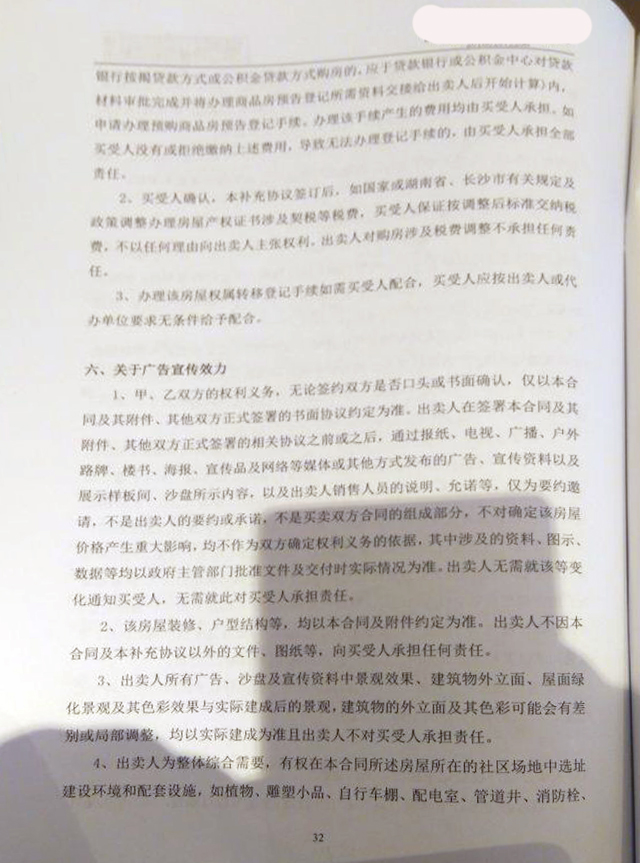 银行按揭贷款方式或公积金贷款方式购房的，应于贷款银行或公积金中心对贷款
材料审批完成并将办理商品房预告登记所需资料交接给出卖人后开始计算）内，
申请办理预购商品房预告登记手续。办理该手续产生的费用均由买受人承担。如
买受人没有或拒绝缴纳上述费用，导致无法办理登记手续的，由买受人承担全部
责任。
2、买受人确认，本补充协议签订后，如国家或湖南省、长沙市有关规定及
政策调整办理房屋产权证书涉及契税等税费，买受人保证按调整后标准交纳税
费，不以任何理由向出卖人主张权利。出卖人对购房涉及税费调整不承担任何责
任。
3、办理该房屋权属转移登记手续如需买受人配合，买受人应按出卖人或代
办单位要求无条件给予配合。
六、关于广告宣传效力
1、甲、乙双方的权利义务，无论签约双方是否口头或书面确认，仅以本合
同及其附件、其他双方正式签署的书面协议约定为准。出卖人在签署本合同及其
附件、其他双方正式签署的相关协议之前或之后，通过报纸、电视、广播、户外
路牌、楼书、海报、宣传品及网络等媒体或其他方式发布的广告、宣传资料以及
展示样板间、沙盘所示内容，以及出卖人销售人员的说明、允诺等，仅为要约邀
请，不是出卖人的要约或承诺，不是买卖双方合同的组成部分，不对确定该房屋
价格产生重大影响，均不作为双方确定权利义务的依据，其中涉及的资料、图示、
数据等均以政府主管部门批准文件及交付时实际情况为准。出卖人无需就该等变
化通知买受人，无需就此对买受人承担责任。
2、该房屋装修、户型结构等，均以本合同及附件约定为准。出卖人不因本
合同及本补充协议以外的文件、图纸等，向买受人承担任何责任。
3、出卖人所有广告、沙盘及宣传资料中景观效果、建筑物外立面、屋面绿
化景观及其色彩效果与实际建成后的景观，建筑物的外立面及其色彩可能会有差
别或局部调整，均以实际建成为准且出卖人不对买受人承担责任。
4、出卖人为整体综合需要，有权在本合同所述房屋所在的社区场地中选址
建设环境和配套设施，如植物、雕塑小品、自行车棚、配电室、管道井、消防栓、
32